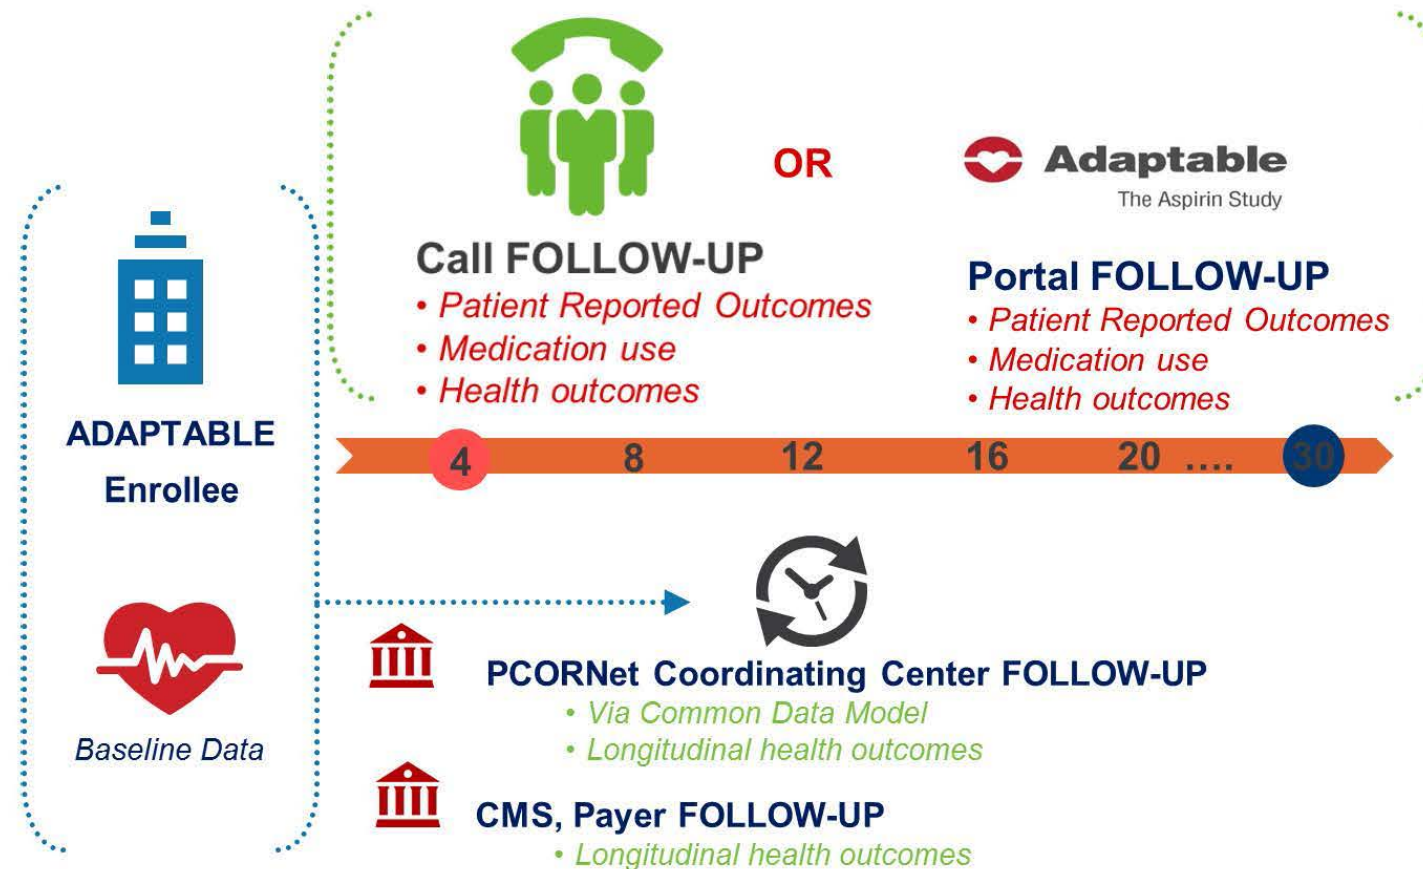 OR
Adaptable
The Aspirin Study
Call FOLLOW-UP
• Patient Reported Outcomes
• Medication use
• Health outcomes
Portal FOLLOW-UP
• Patient Reported Outcomes
• Medication use
• Health outcomes
ADAPTABLE
Enrollee
4 8 12 16 20 .... 30
Baseline Data
PCORNet Coordinating Center FOLLOW-UP
• Via Common Data Model
• Longitudinal health outcomes
CMS, Payer FOLLOW-UP
• Longitudinal health outcomes